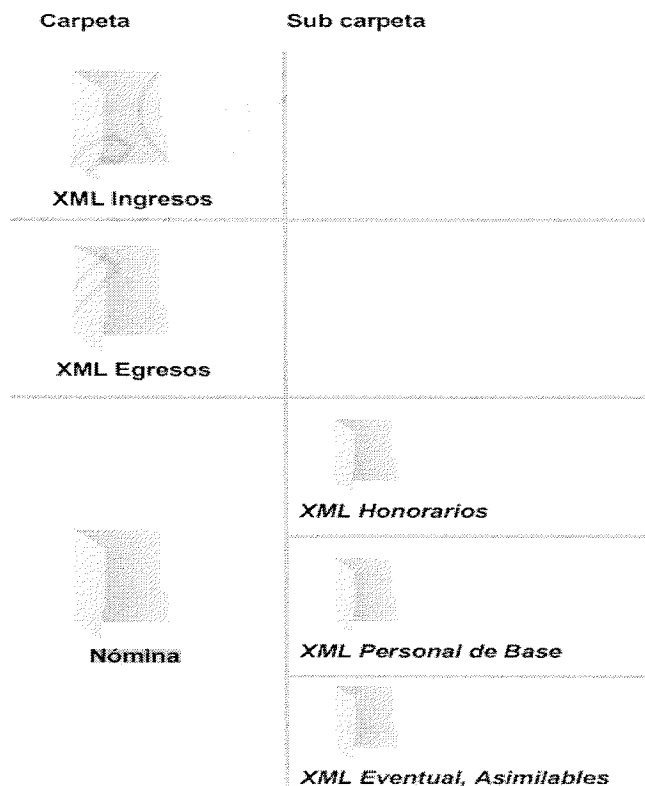 Carpeta Sub carpeta
XML Ingresos
XML Egresos
XML Honorarios
Nómina
XML Personal de Base
XML Eventual, Asimilables